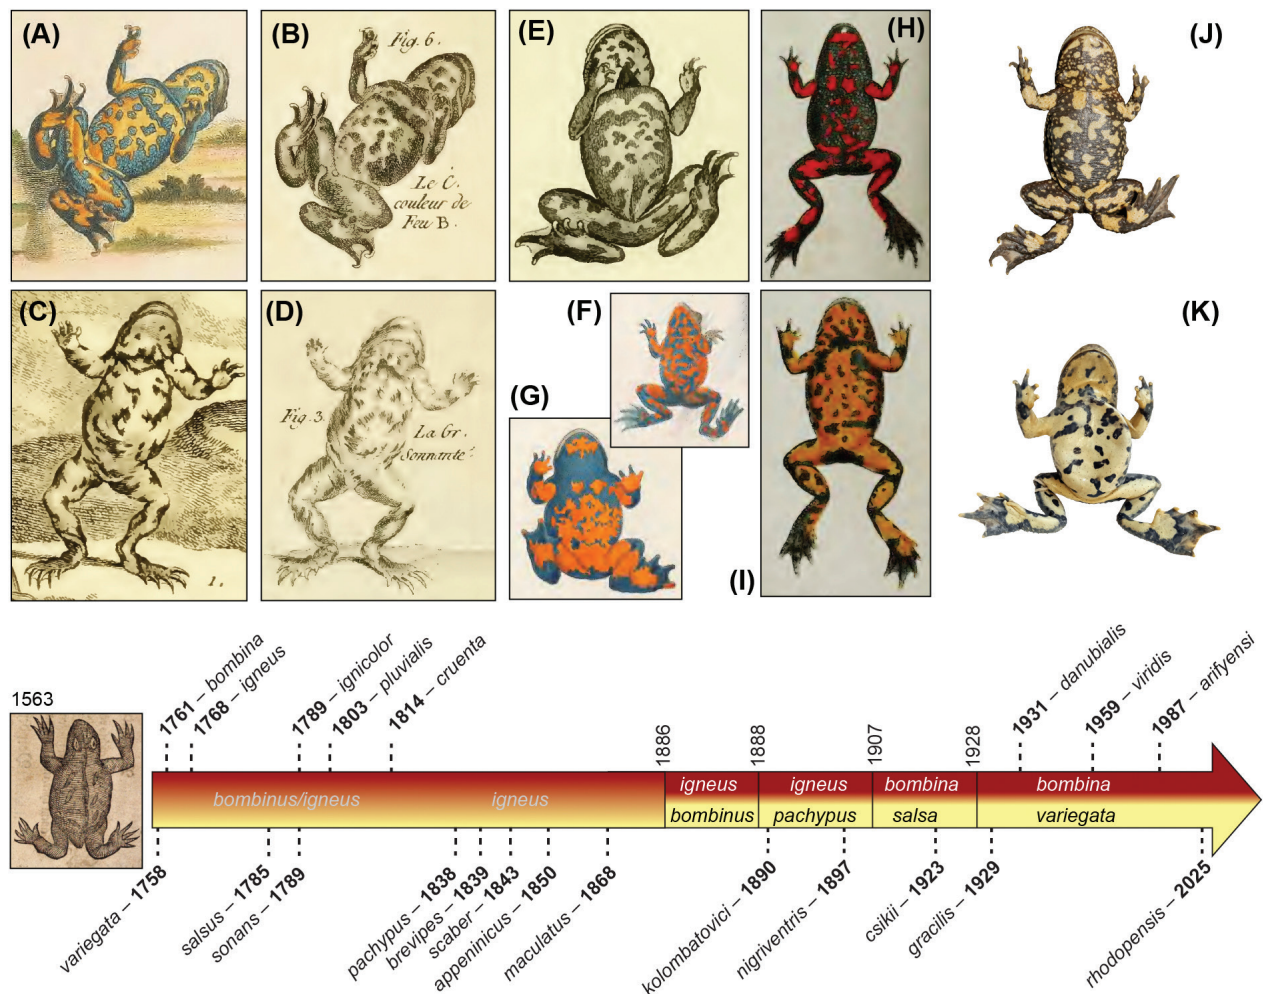 (A)
(B)
Fig. 6.
Le C.
couleur de
Feu B.
(E)
(H)
(J)
(C)
(D)
Fig. 3.
La Gr.
Sonnante
1.
(F)
(G)
(I)
(K)
1563
1761 – bombina
1768 – igneus
1789 – ignicolor
1803 – pluvialis
1814 – cruenta
1886
1888
1907
1928
1931 – danubialis
1959 – viridis
1987 – arifyensi
bombinus/igneus
igneus
igneus
igneus
bombina
bombina
bombinus
pachypus
salsa
variegata
variegata – 1758
salsus – 1785
sonans – 1789
pachypus – 1838
brevipes – 1839
scaber – 1843
appeninicus – 1850
maculatus – 1868
kolombatovici – 1890
nigriventris – 1897
csikii – 1923
gracilis – 1929
rhodopensis – 2025